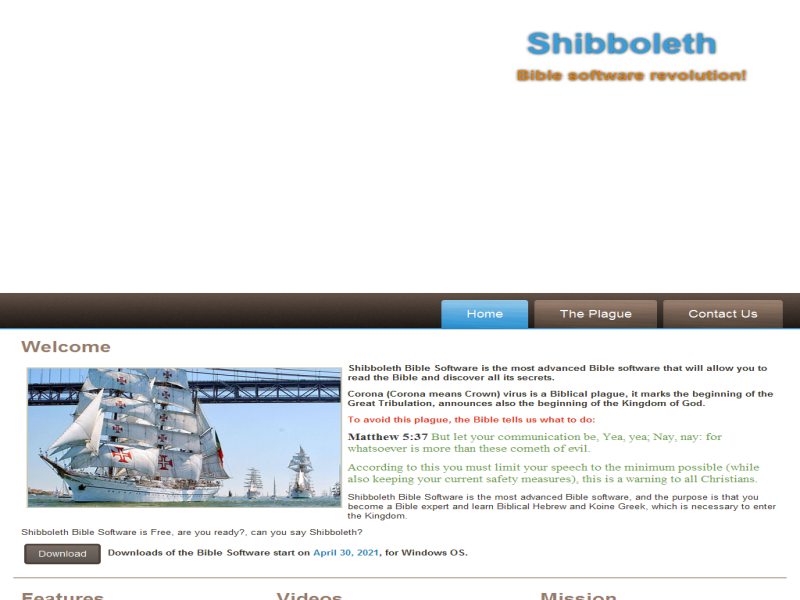 Shibboleth
Bible software revolution!
Home
The Plague
Contact Us
Welcome
Shibboleth Bible Software is the most advanced Bible software that will allow you to
read the Bible and discover all its secrets.
Corona (Corona means Crown) virus is a Biblical plague, it marks the beginning of the
Great Tribulation, announces also the beginning of the Kingdom of God.
To avoid this plague, the Bible tells us what to do:
Matthew 5:37 But let your communication be, Yea, yea; Nay, nay: for
whatsoever is more than these cometh of evil.
According to this you must limit your speech to the minimum possible (while
also keeping your current safety measures), this is a warning to all Christians.
Shibboleth Bible Software is the most advanced Bible software, and the purpose is that you
become a Bible expert and learn Biblical Hebrew and Koine Greek, which is necessary to enter
the Kingdom.
Shibboleth Bible Software is Free, are you ready?, can you say Shibboleth?
Download
Downloads of the Bible Software start on April 30, 2021, for Windows OS.
Features
Videos
Mission